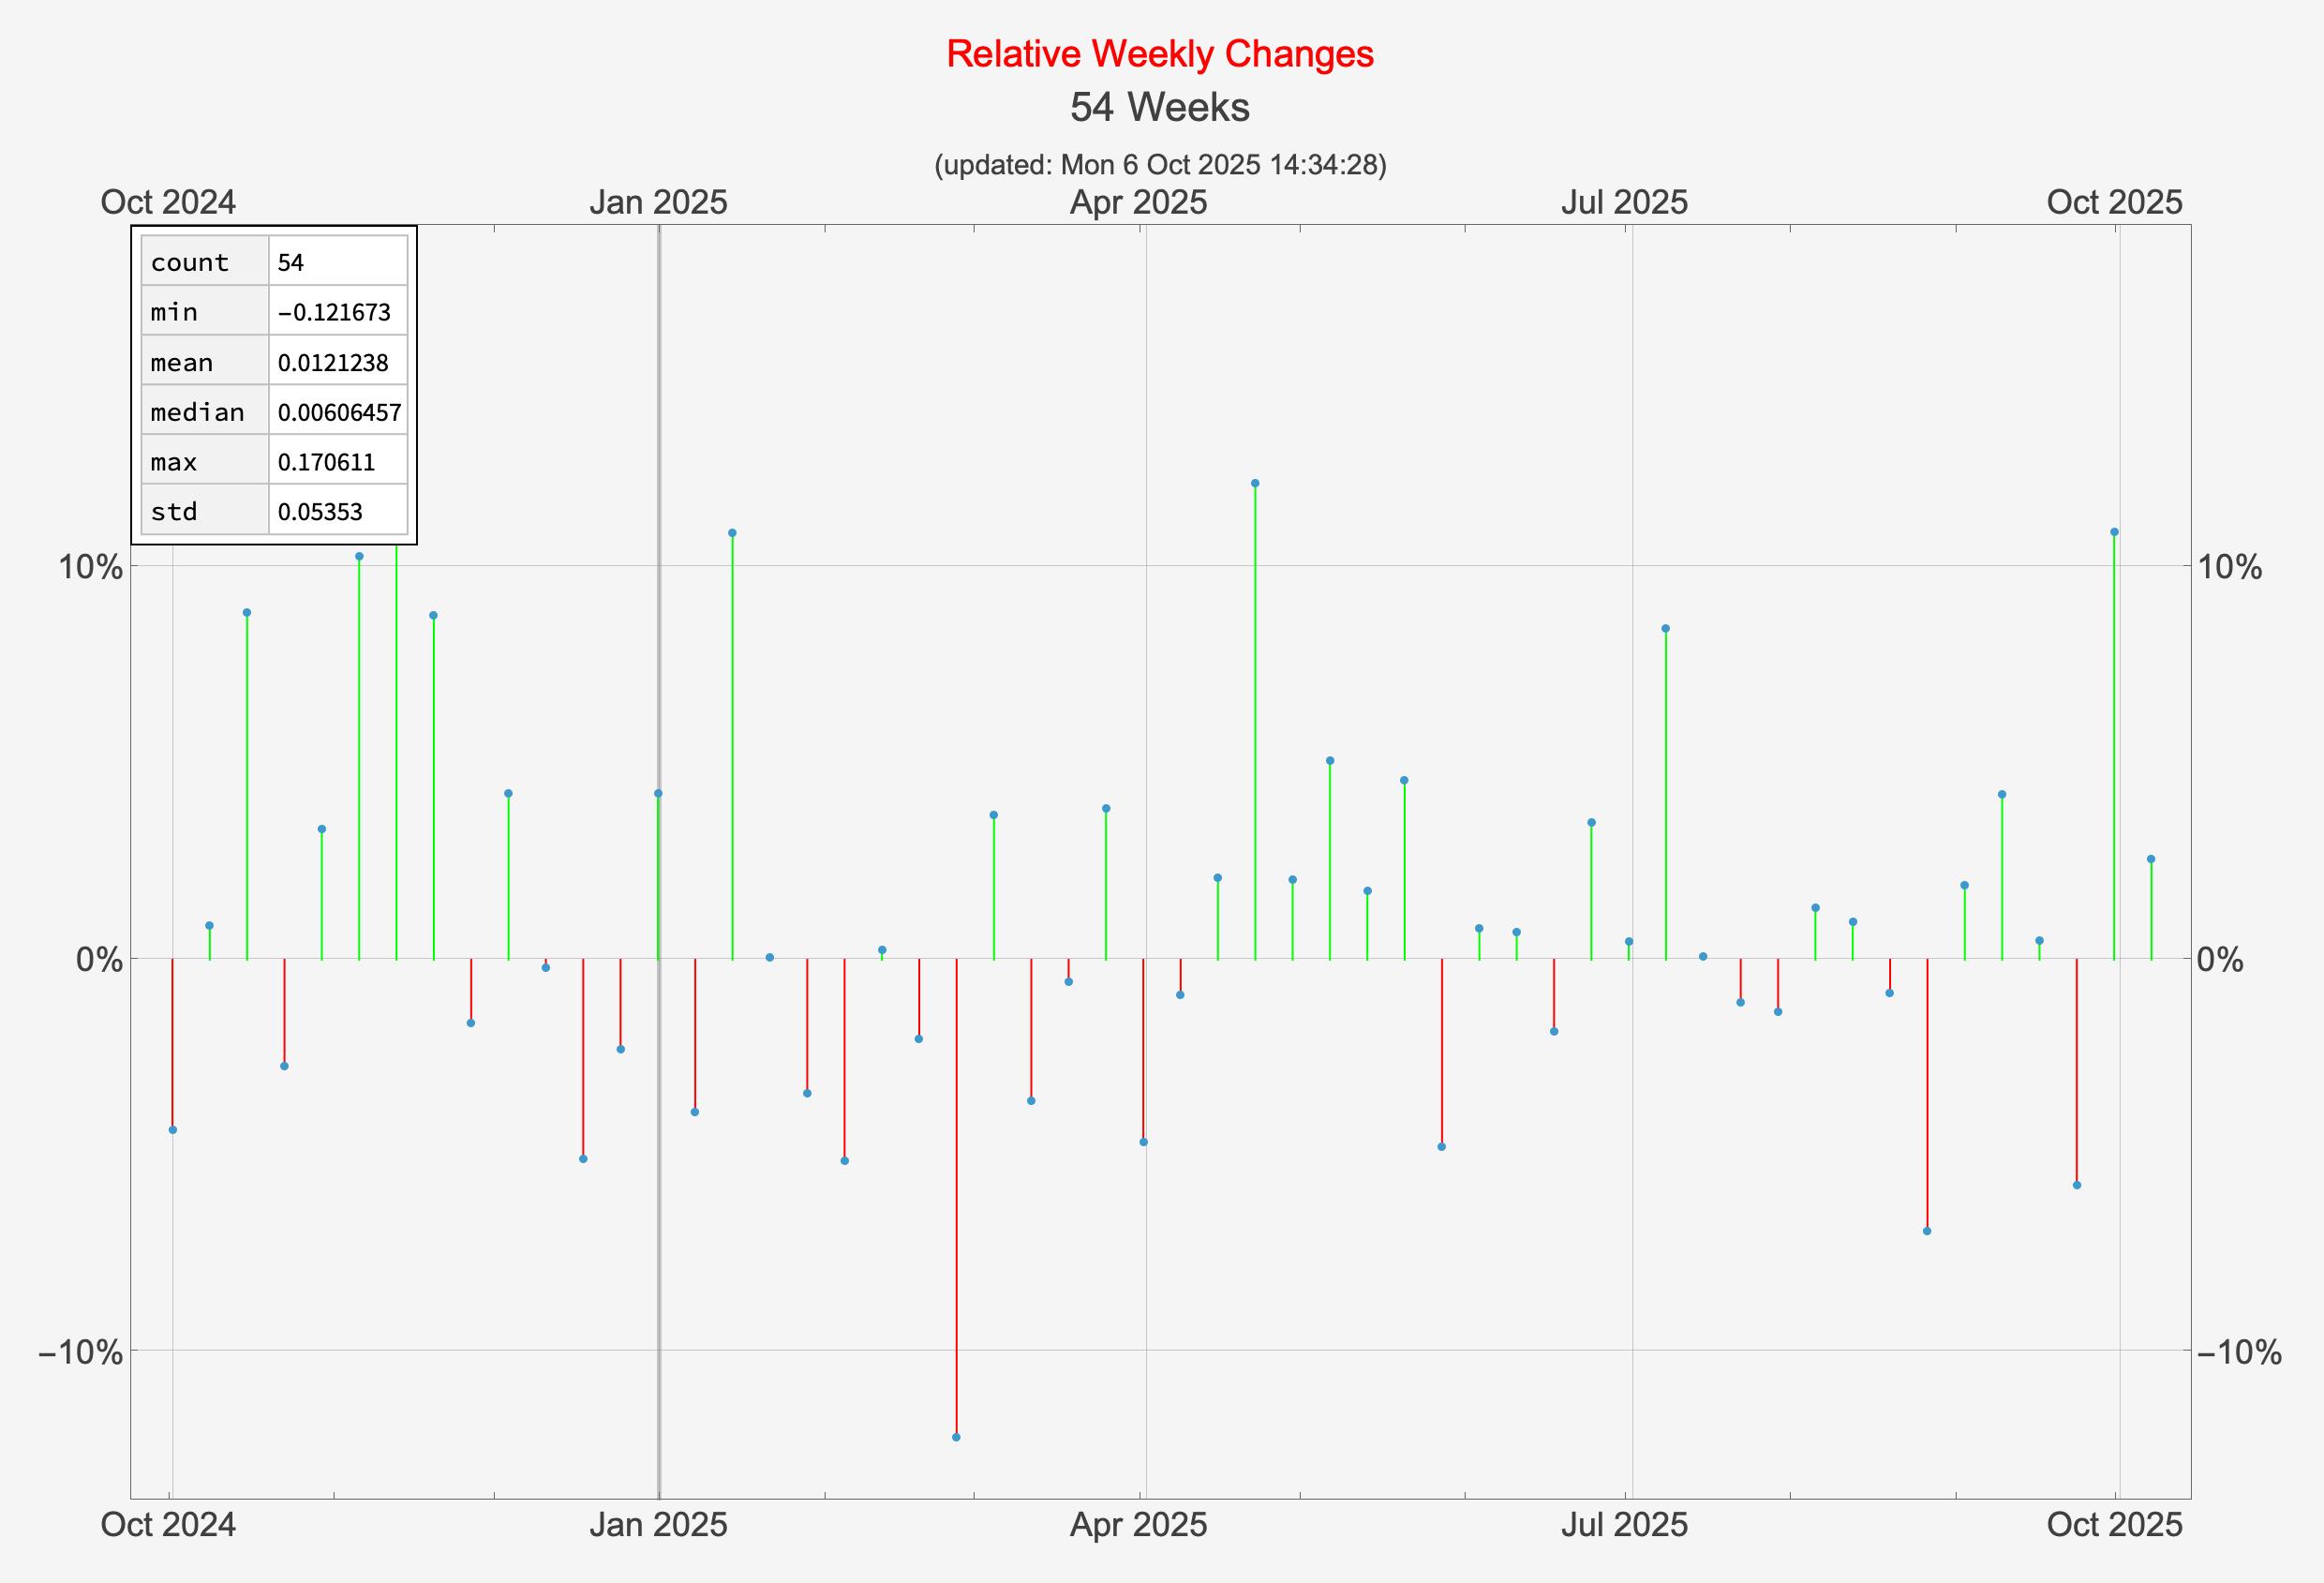 Relative Weekly Changes
54 Weeks
(updated: Mon 6 Oct 2025 14:34:28)
Oct 2024 Jan 2025 Apr 2025 Jul 2025 Oct 2025
count 54
min −0.121673
mean 0.0121238
median 0.00606457
max 0.170611
std 0.05353
10% 10%
0% 0%
−10% −10%
Oct 2024 Jan 2025 Apr 2025 Jul 2025 Oct 2025